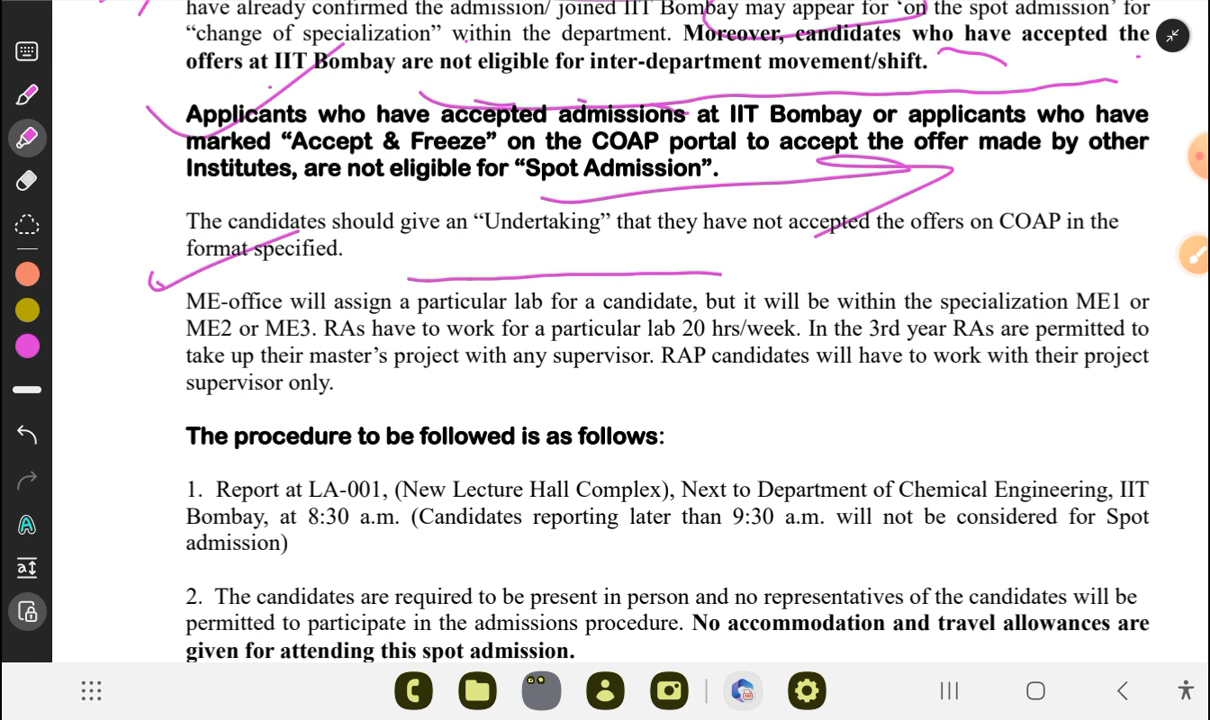 have already confirmed the admission/ joined IIT Bombay may appear for ‘on the spot admission’ for
“change of specialization” within the department. Moreover, candidates who have accepted the
offers at IIT Bombay are not eligible for inter-department movement/shift.
Applicants who have accepted admissions at IIT Bombay or applicants who have
marked “Accept & Freeze” on the COAP portal to accept the offer made by other
Institutes, are not eligible for “Spot Admission”.
The candidates should give an “Undertaking” that they have not accepted the offers on COAP in the
format specified.
ME-office will assign a particular lab for a candidate, but it will be within the specialization ME1 or
ME2 or ME3. RAs have to work for a particular lab 20 hrs/week. In the 3rd year RAs are permitted to
take up their master’s project with any supervisor. RAP candidates will have to work with their project
supervisor only.
The procedure to be followed is as follows:
1. Report at LA-001, (New Lecture Hall Complex), Next to Department of Chemical Engineering, IIT
Bombay, at 8:30 a.m. (Candidates reporting later than 9:30 a.m. will not be considered for Spot
admission)
2. The candidates are required to be present in person and no representatives of the candidates will be
permitted to participate in the admissions procedure. No accommodation and travel allowances are
given for attending this spot admission.